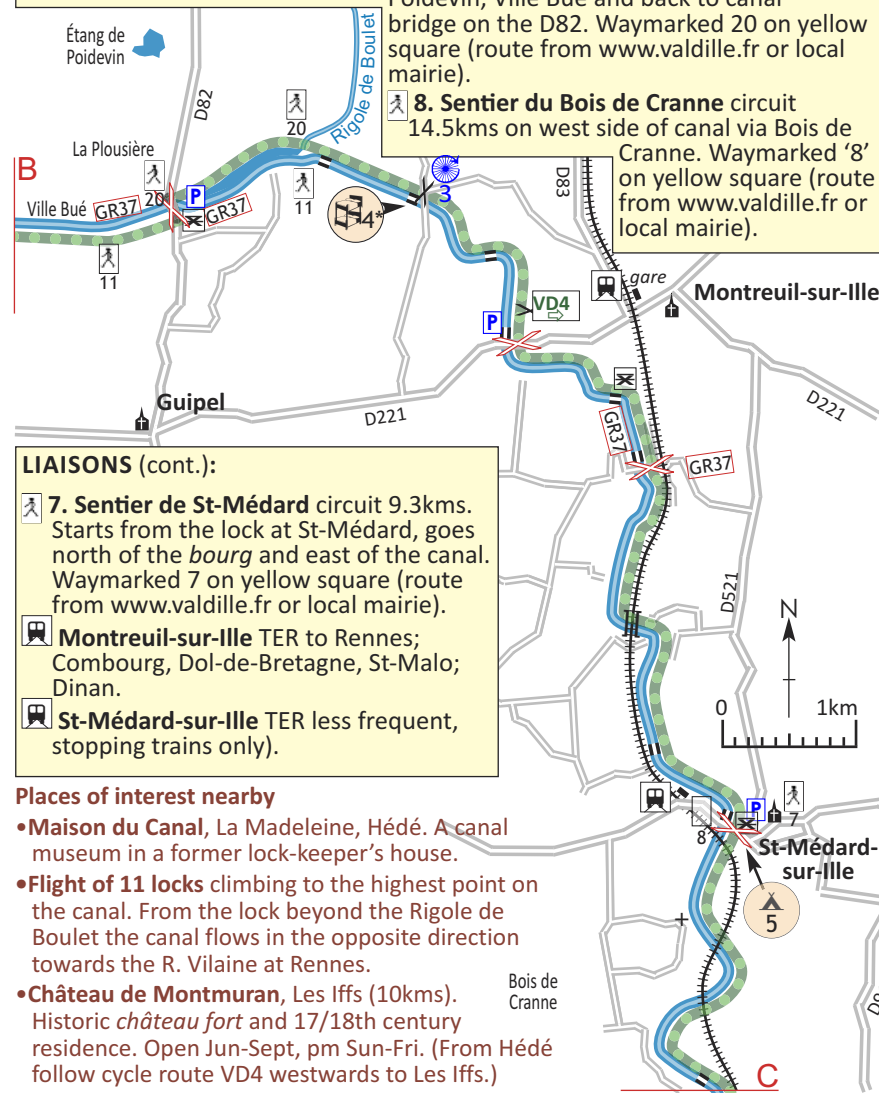 Poidevin, Ville Bué and back to canal
bridge on the D82. Waymarked 20 on yellow
square (route from www.valdille.fr or local
mairie).
8. Sentier du Bois de Cranne circuit
14.5kms on west side of canal via Bois de
Cranne. Waymarked ‘8’
on yellow square (route
from www.valdille.fr or
local mairie).
Étang de
Poidevin
D82
Rigole de Boulet
20
La Plousière
B
20
P
Ville Bué
GR37
GR37
11
11
4*
3
D83
gare
Montreuil-sur-Ille
VD4
P
Guipel
D221
D221
GR37
GR37
LIAISONS (cont.):
7. Sentier de St-Médard circuit 9.3kms.
Starts from the lock at St-Médard, goes
north of the bourg and east of the canal.
Waymarked 7 on yellow square (route
from www.valdille.fr or local mairie).
Montreuil-sur-Ille TER to Rennes;
Combourg, Dol-de-Bretagne, St-Malo;
Dinan.
St-Médard-sur-Ille TER less frequent,
stopping trains only).
D521
N
0 1km
P
7
8
St-Médard-
sur-Ille
5
Places of interest nearby
•Maison du Canal, La Madeleine, Hédé. A canal
museum in a former lock-keeper’s house.
•Flight of 11 locks climbing to the highest point on
the canal. From the lock beyond the Rigole de
Boulet the canal flows in the opposite direction
towards the R. Vilaine at Rennes.
•Château de Montmuran, Les Iffs (10kms).
Historic château fort and 17/18th century
residence. Open Jun-Sept, pm Sun-Fri. (From Hédé
follow cycle route VD4 westwards to Les Iffs.)
Bois de
Cranne
C